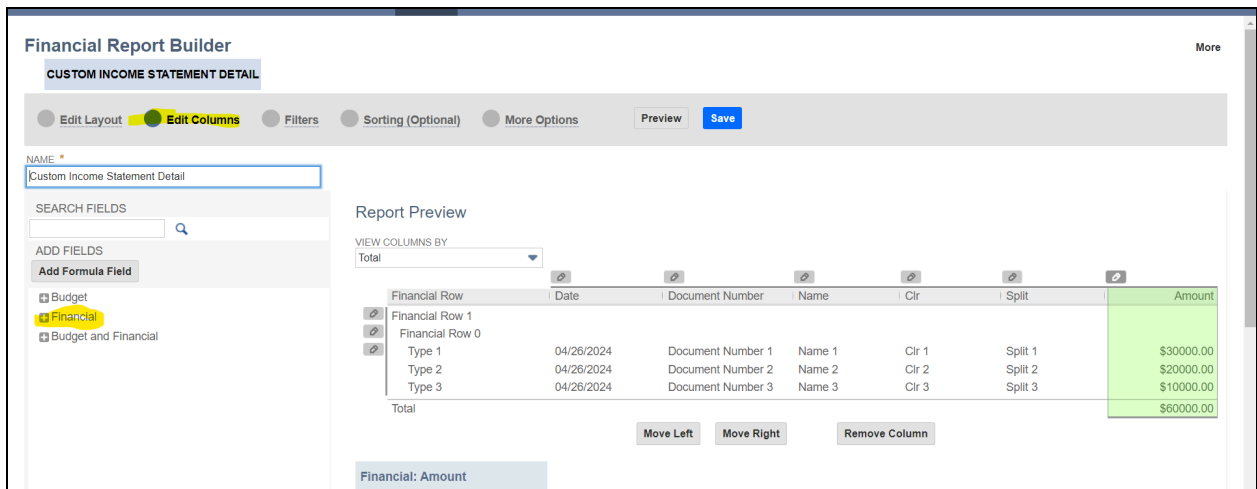 Financial Report Builder
More
CUSTOM INCOME STATEMENT DETAIL
Edit Layout Edit Columns Filters Sorting (Optional) More Options Preview Save
NAME *
Custom Income Statement Detail
SEARCH FIELDS
ADD FIELDS
Add Formula Field
Budget
Financial
Budget and Financial
Report Preview
VIEW COLUMNS BY
Total
Financial Row Date Document Number Name Clr Split Amount
Financial Row 1
Financial Row 0
Type 1 04/26/2024 Document Number 1 Name 1 Clr 1 Split 1 $30000.00
Type 2 04/26/2024 Document Number 2 Name 2 Clr 2 Split 2 $20000.00
Type 3 04/26/2024 Document Number 3 Name 3 Clr 3 Split 3 $10000.00
Total $60000.00
Move Left Move Right Remove Column
Financial: Amount